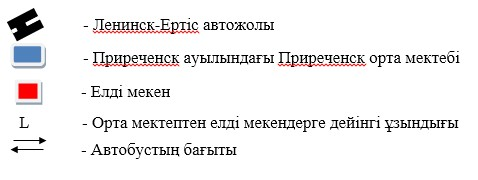 - Ленинск-Ертіс автожолы
- Приреченск ауылындағы Приреченск орта мектебі
- Елді мекен
L - Орта мектептен елді мекендерге дейінгі ұзындығы
- Автобустың бағыты